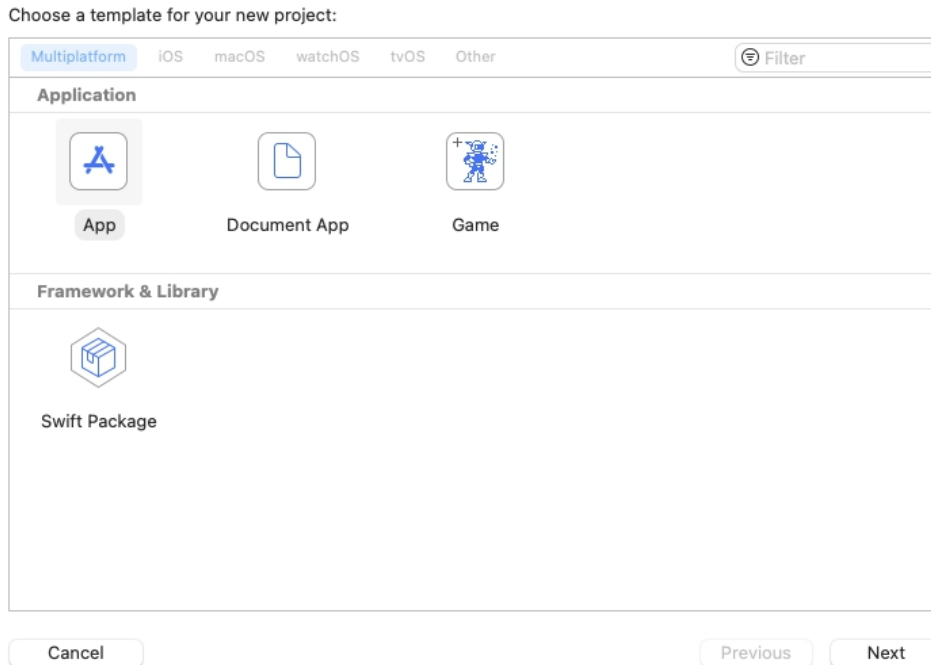 Choose a template for your new project:
Multiplatform iOS macOS watchOS tvOS Other Filter
Application
App Document App Game
Framework & Library
Swift Package
Cancel Previous Next